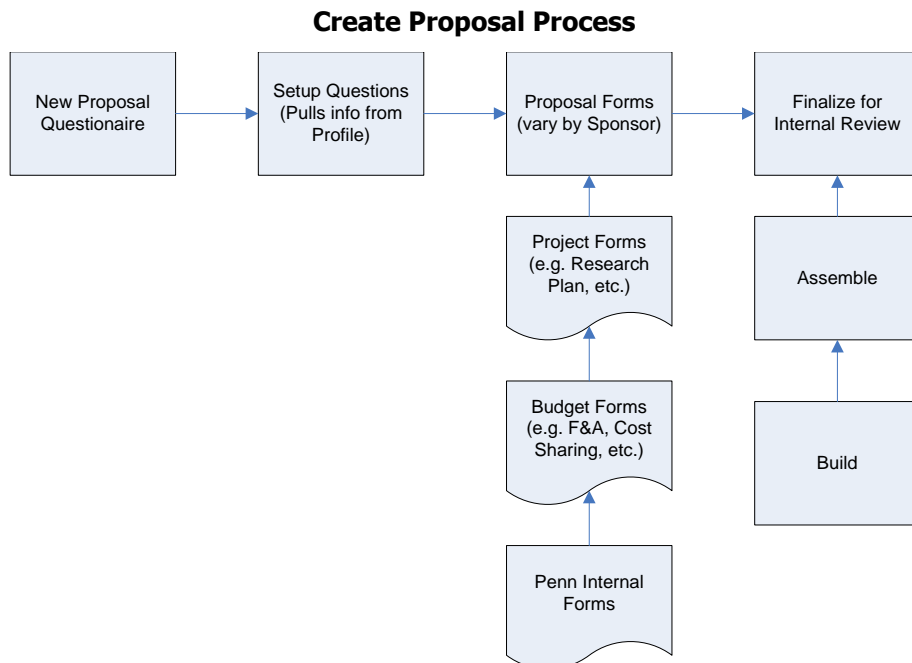 Create Proposal Process
New Proposal
Questionaire
Setup Questions
(Pulls info from
Profile)
Proposal Forms
(vary by Sponsor)
Finalize for
Internal Review
Project Forms
(e.g. Research
Plan, etc.)
Assemble
Budget Forms
(e.g. F&A, Cost
Sharing, etc.)
Build
Penn Internal
Forms